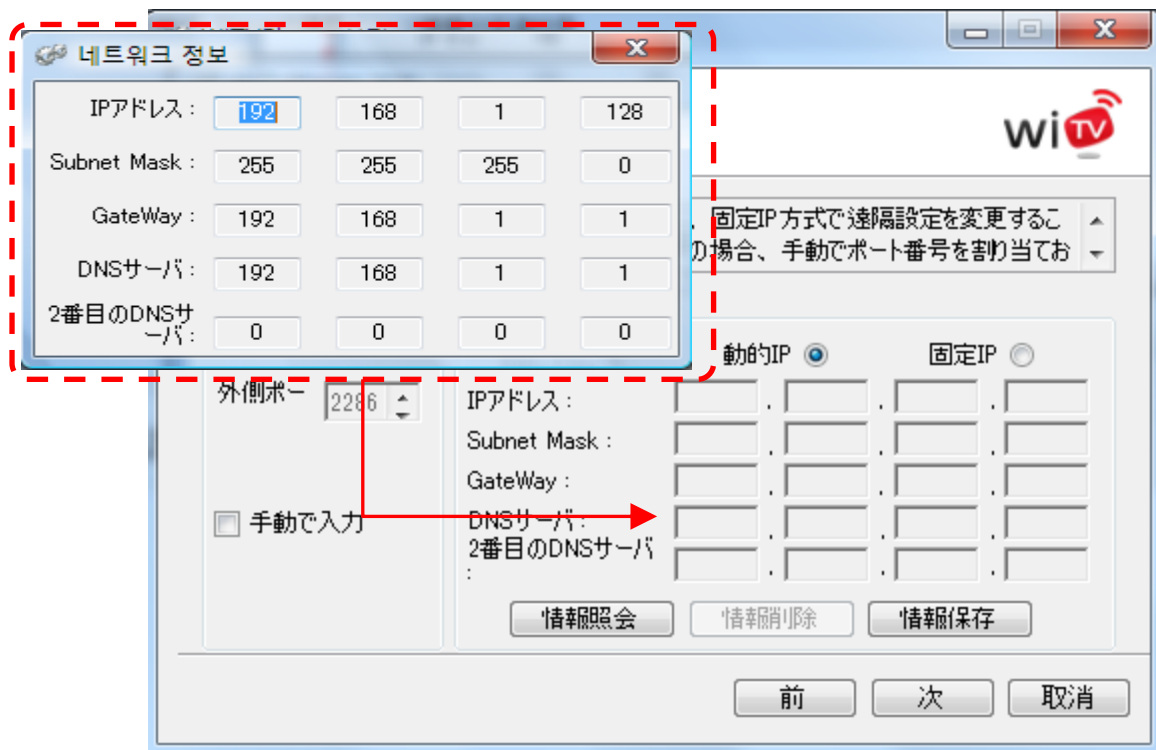 네트워크 정보
IPアドレス : 192 168 1 128
Subnet Mask : 255 255 255 0
GateWay : 192 168 1 1
DNSサーバ : 192 168 1 1
2番目のDNSサ
ーバ : 0 0 0 0
wiTV
、固定IP方式で遠隔設定を変更するこ
の場合、手動でポート番号を割り当てお
動的IP 固定IP
外側ポー 2286
手動で入力
IPアドレス : . . .
Subnet Mask : . . .
GateWay : . . .
DNSサーバ : . . .
2番目のDNSサーバ
: . . .
情報照会 情報削除 情報保存
前 次 取消